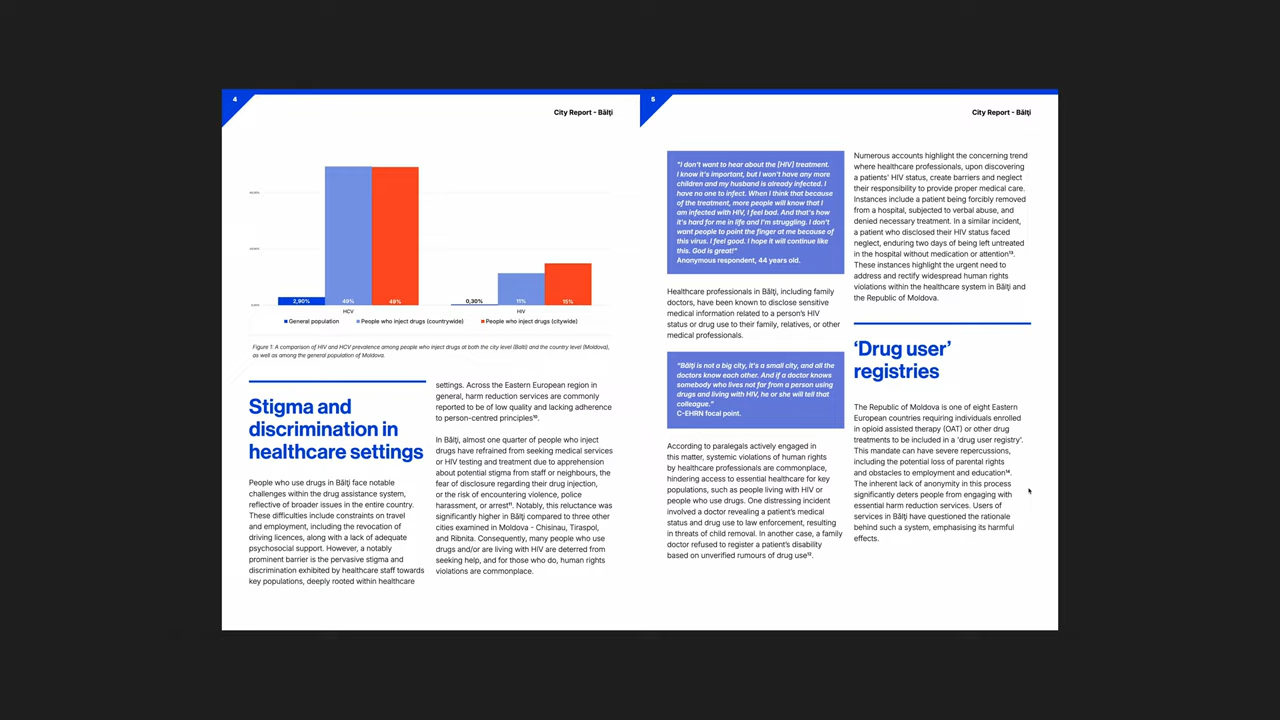 4
City Report - Bălți
2,90%
48%
49%
0,30%
11%
15%
HCV
HIV
General population
People who inject drugs (countrywide)
People who inject drugs (citywide)
Figure 1: A comparison of HIV and HCV prevalence among people who inject drugs at both the city level (Balti) and the country level (Moldova),
as well as among the general population of Moldova.
Stigma and
discrimination in
healthcare settings
People who use drugs in Bălți face notable
challenges within the drug assistance system,
reflective of broader issues in the entire country.
These difficulties include constraints on travel
and employment, including the revocation of
driving licences, along with a lack of adequate
psychosocial support. However, a notably
prominent barrier is the pervasive stigma and
discrimination exhibited by healthcare staff towards
key populations, deeply rooted within healthcare
settings. Across the Eastern European region in
general, harm reduction services are commonly
reported to be of low quality and lacking adherence
to person-centred principles¹⁰.
In Bălți, almost one quarter of people who inject
drugs have refrained from seeking medical services
or HIV testing and treatment due to apprehension
about potential stigma from staff or neighbours, the
fear of disclosure regarding their drug injection,
or the risk of encountering violence, police
harassment, or arrest¹¹. Notably, this reluctance was
significantly higher in Bălți compared to three other
cities examined in Moldova - Chisinau, Tiraspol,
and Ribnita. Consequently, many people who use
drugs and/or are living with HIV are deterred from
seeking help, and for those who do, human rights
violations are commonplace.
5
City Report - Bălți
"I don't want to hear about the [HIV] treatment.
I know it's important, but I won't have any more
children and my husband is already infected. I
have no one to infect. When I think that because
of the treatment, more people will know that I
am infected with HIV, I feel bad. And that's how
it's hard for me in life and I'm struggling. I don't
want people to point the finger at me because of
this virus. I feel good. I hope it will continue like
this. God is great!"
Anonymous respondent, 44 years old.
Healthcare professionals in Bălți, including family
doctors, have been known to disclose sensitive
medical information related to a person's HIV
status or drug use to their family, relatives, or other
medical professionals.
"Bălți is not a big city, it's a small city, and all the
doctors know each other. And if a doctor knows
somebody who lives not far from a person using
drugs and living with HIV, he or she will tell that
colleague."
C-EHRN focal point.
According to paralegals actively engaged in
this matter, systemic violations of human rights
by healthcare professionals are commonplace,
hindering access to essential healthcare for key
populations, such as people living with HIV or
people who use drugs. One distressing incident
involved a doctor revealing a patient's medical
status and drug use to law enforcement, resulting
in threats of child removal. In another case, a family
doctor refused to register a patient's disability
based on unverified rumours of drug use¹².
Numerous accounts highlight the concerning trend
where healthcare professionals, upon discovering
a patients' HIV status, create barriers and neglect
their responsibility to provide proper medical care.
Instances include a patient being forcibly removed
from a hospital, subjected to verbal abuse, and
denied necessary treatment. In a similar incident,
a patient who disclosed their HIV status faced
neglect, enduring two days of being left untreated
in the hospital without medication or attention¹³.
These instances highlight the urgent need to
address and rectify widespread human rights
violations within the healthcare system in Bălți and
the Republic of Moldova.
'Drug user'
registries
The Republic of Moldova is one of eight Eastern
European countries requiring individuals enrolled
in opioid assisted therapy (OAT) or other drug
treatments to be included in a 'drug user registry'.
This mandate can have severe repercussions,
including the potential loss of parental rights
and obstacles to employment and education¹⁴.
The inherent lack of anonymity in this process
significantly deters people from engaging with
essential harm reduction services. Users of
services in Bălți have questioned the rationale
behind such a system, emphasising its harmful
effects.